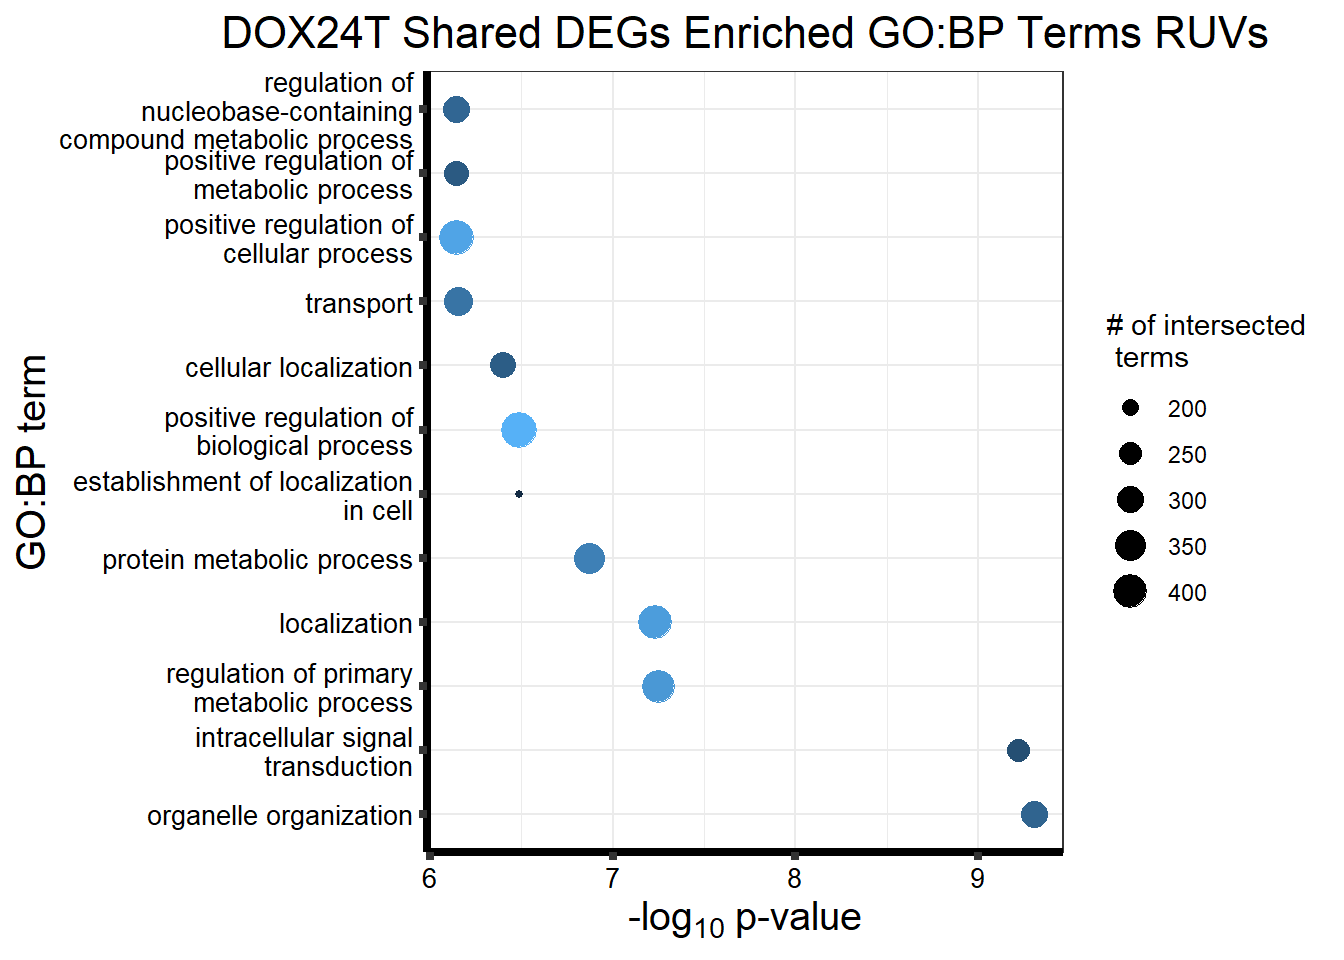 DOX24T Shared DEGs Enriched GO:BP Terms RUVs
regulation of
nucleobase-containing
compound metabolic process
positive regulation of
metabolic process
positive regulation of
cellular process
transport
cellular localization
positive regulation of
biological process
establishment of localization
in cell
protein metabolic process
localization
regulation of primary
metabolic process
intracellular signal
transduction
organelle organization
GO:BP term
6 7 8 9
-log10 p-value
# of intersected
terms
200
250
300
350
400